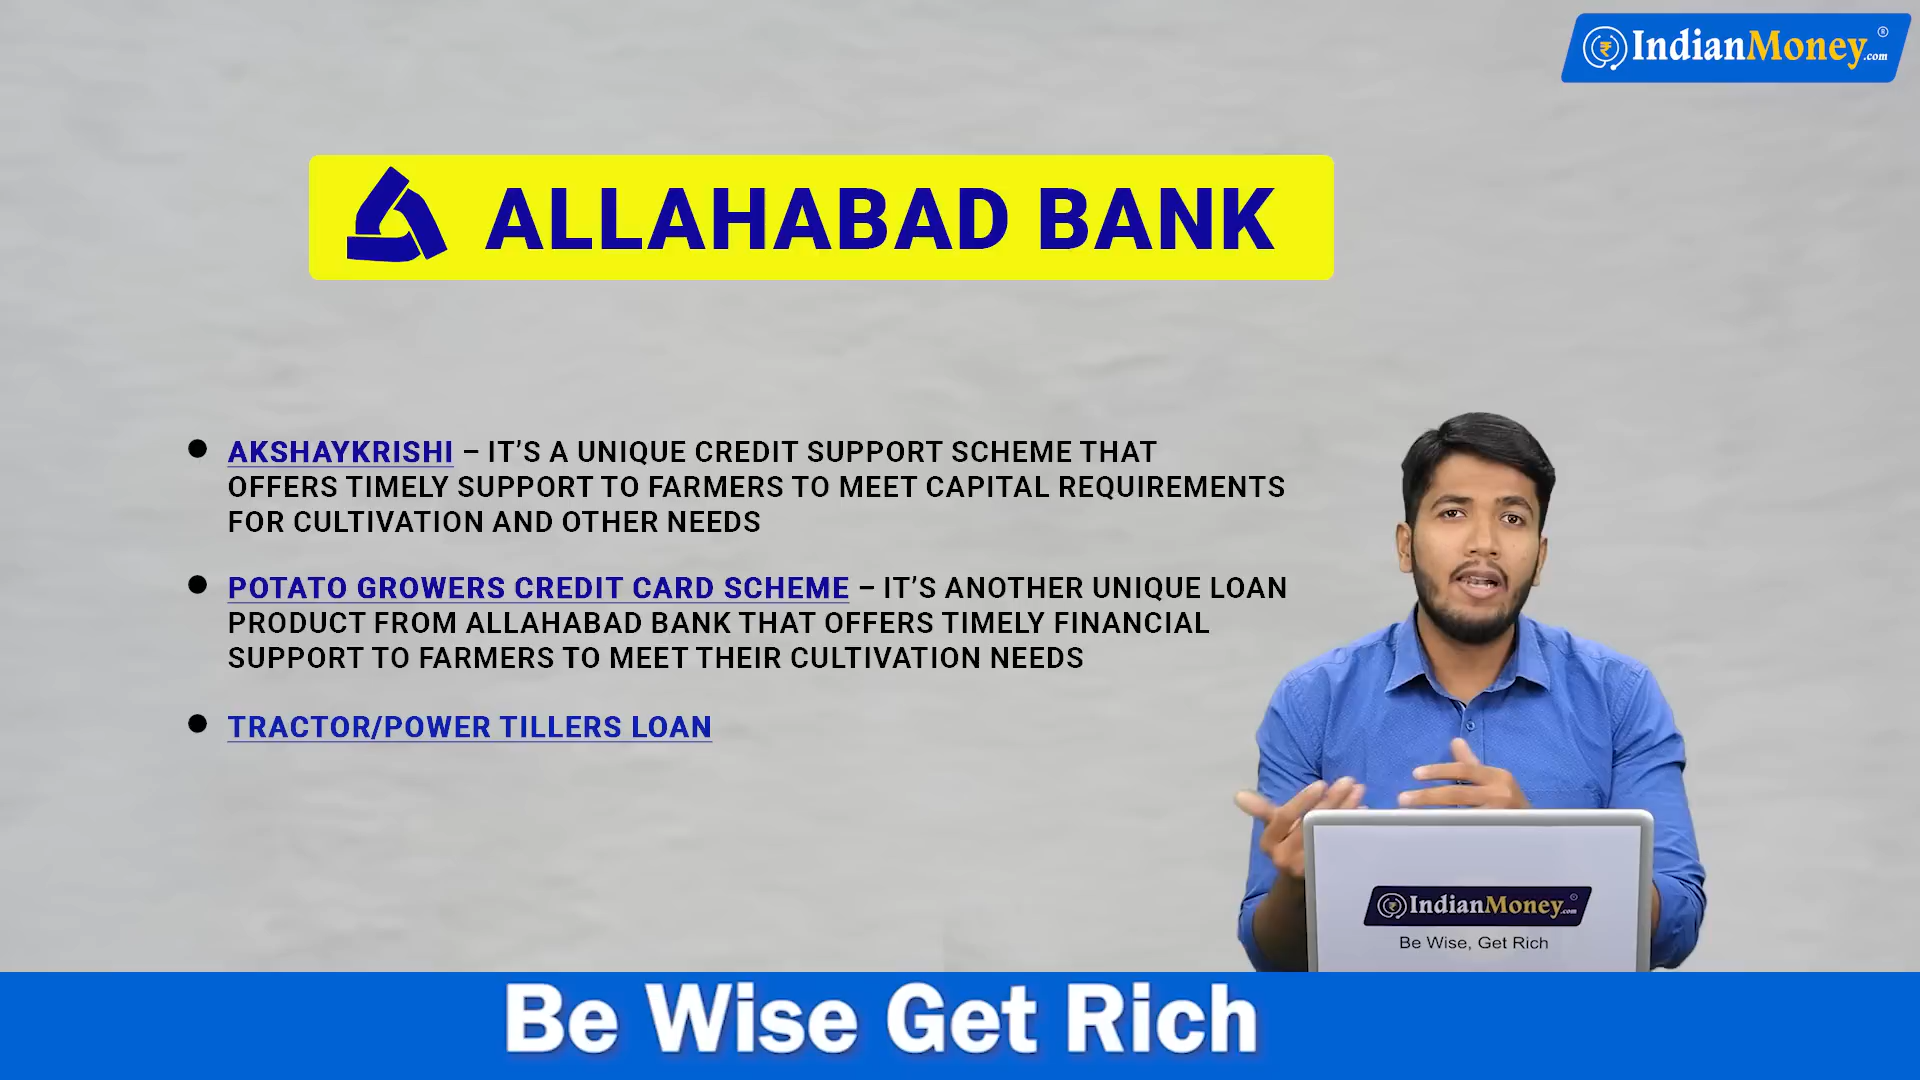 IndianMoney.com
ALLAHABAD BANK
AKSHAYKRISHI – IT’S A UNIQUE CREDIT SUPPORT SCHEME THAT
OFFERS TIMELY SUPPORT TO FARMERS TO MEET CAPITAL REQUIREMENTS
FOR CULTIVATION AND OTHER NEEDS
POTATO GROWERS CREDIT CARD SCHEME – IT’S ANOTHER UNIQUE LOAN
PRODUCT FROM ALLAHABAD BANK THAT OFFERS TIMELY FINANCIAL
SUPPORT TO FARMERS TO MEET THEIR CULTIVATION NEEDS
TRACTOR/POWER TILLERS LOAN
IndianMoney.com
Be Wise, Get Rich
Be Wise Get Rich